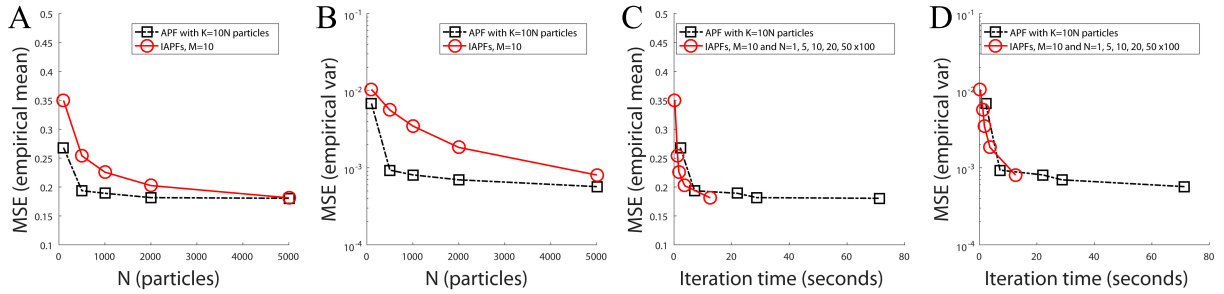 A
MSE (empirical mean)
0.5
0.45
0.4
0.35
0.3
0.25
0.2
0.15
0.1
0 1000 2000 3000 4000 5000
N (particles)
APF with K=10N particles
IAPFs, M=10
B
MSE (empirical var)
10-1
10-2
10-3
10-4
0 1000 2000 3000 4000 5000
N (particles)
APF with K=10N particles
IAPFs, M=10
C
MSE (empirical mean)
0.5
0.45
0.4
0.35
0.3
0.25
0.2
0.15
0.1
0 20 40 60 80
Iteration time (seconds)
APF with K=10N particles
IAPFs, M=10 and N=1, 5, 10, 20, 50 x100
D
MSE (empirical var)
10-1
10-2
10-3
10-4
0 20 40 60 80
Iteration time (seconds)
APF with K=10N particles
IAPFs, M=10 and N=1, 5, 10, 20, 50 x100